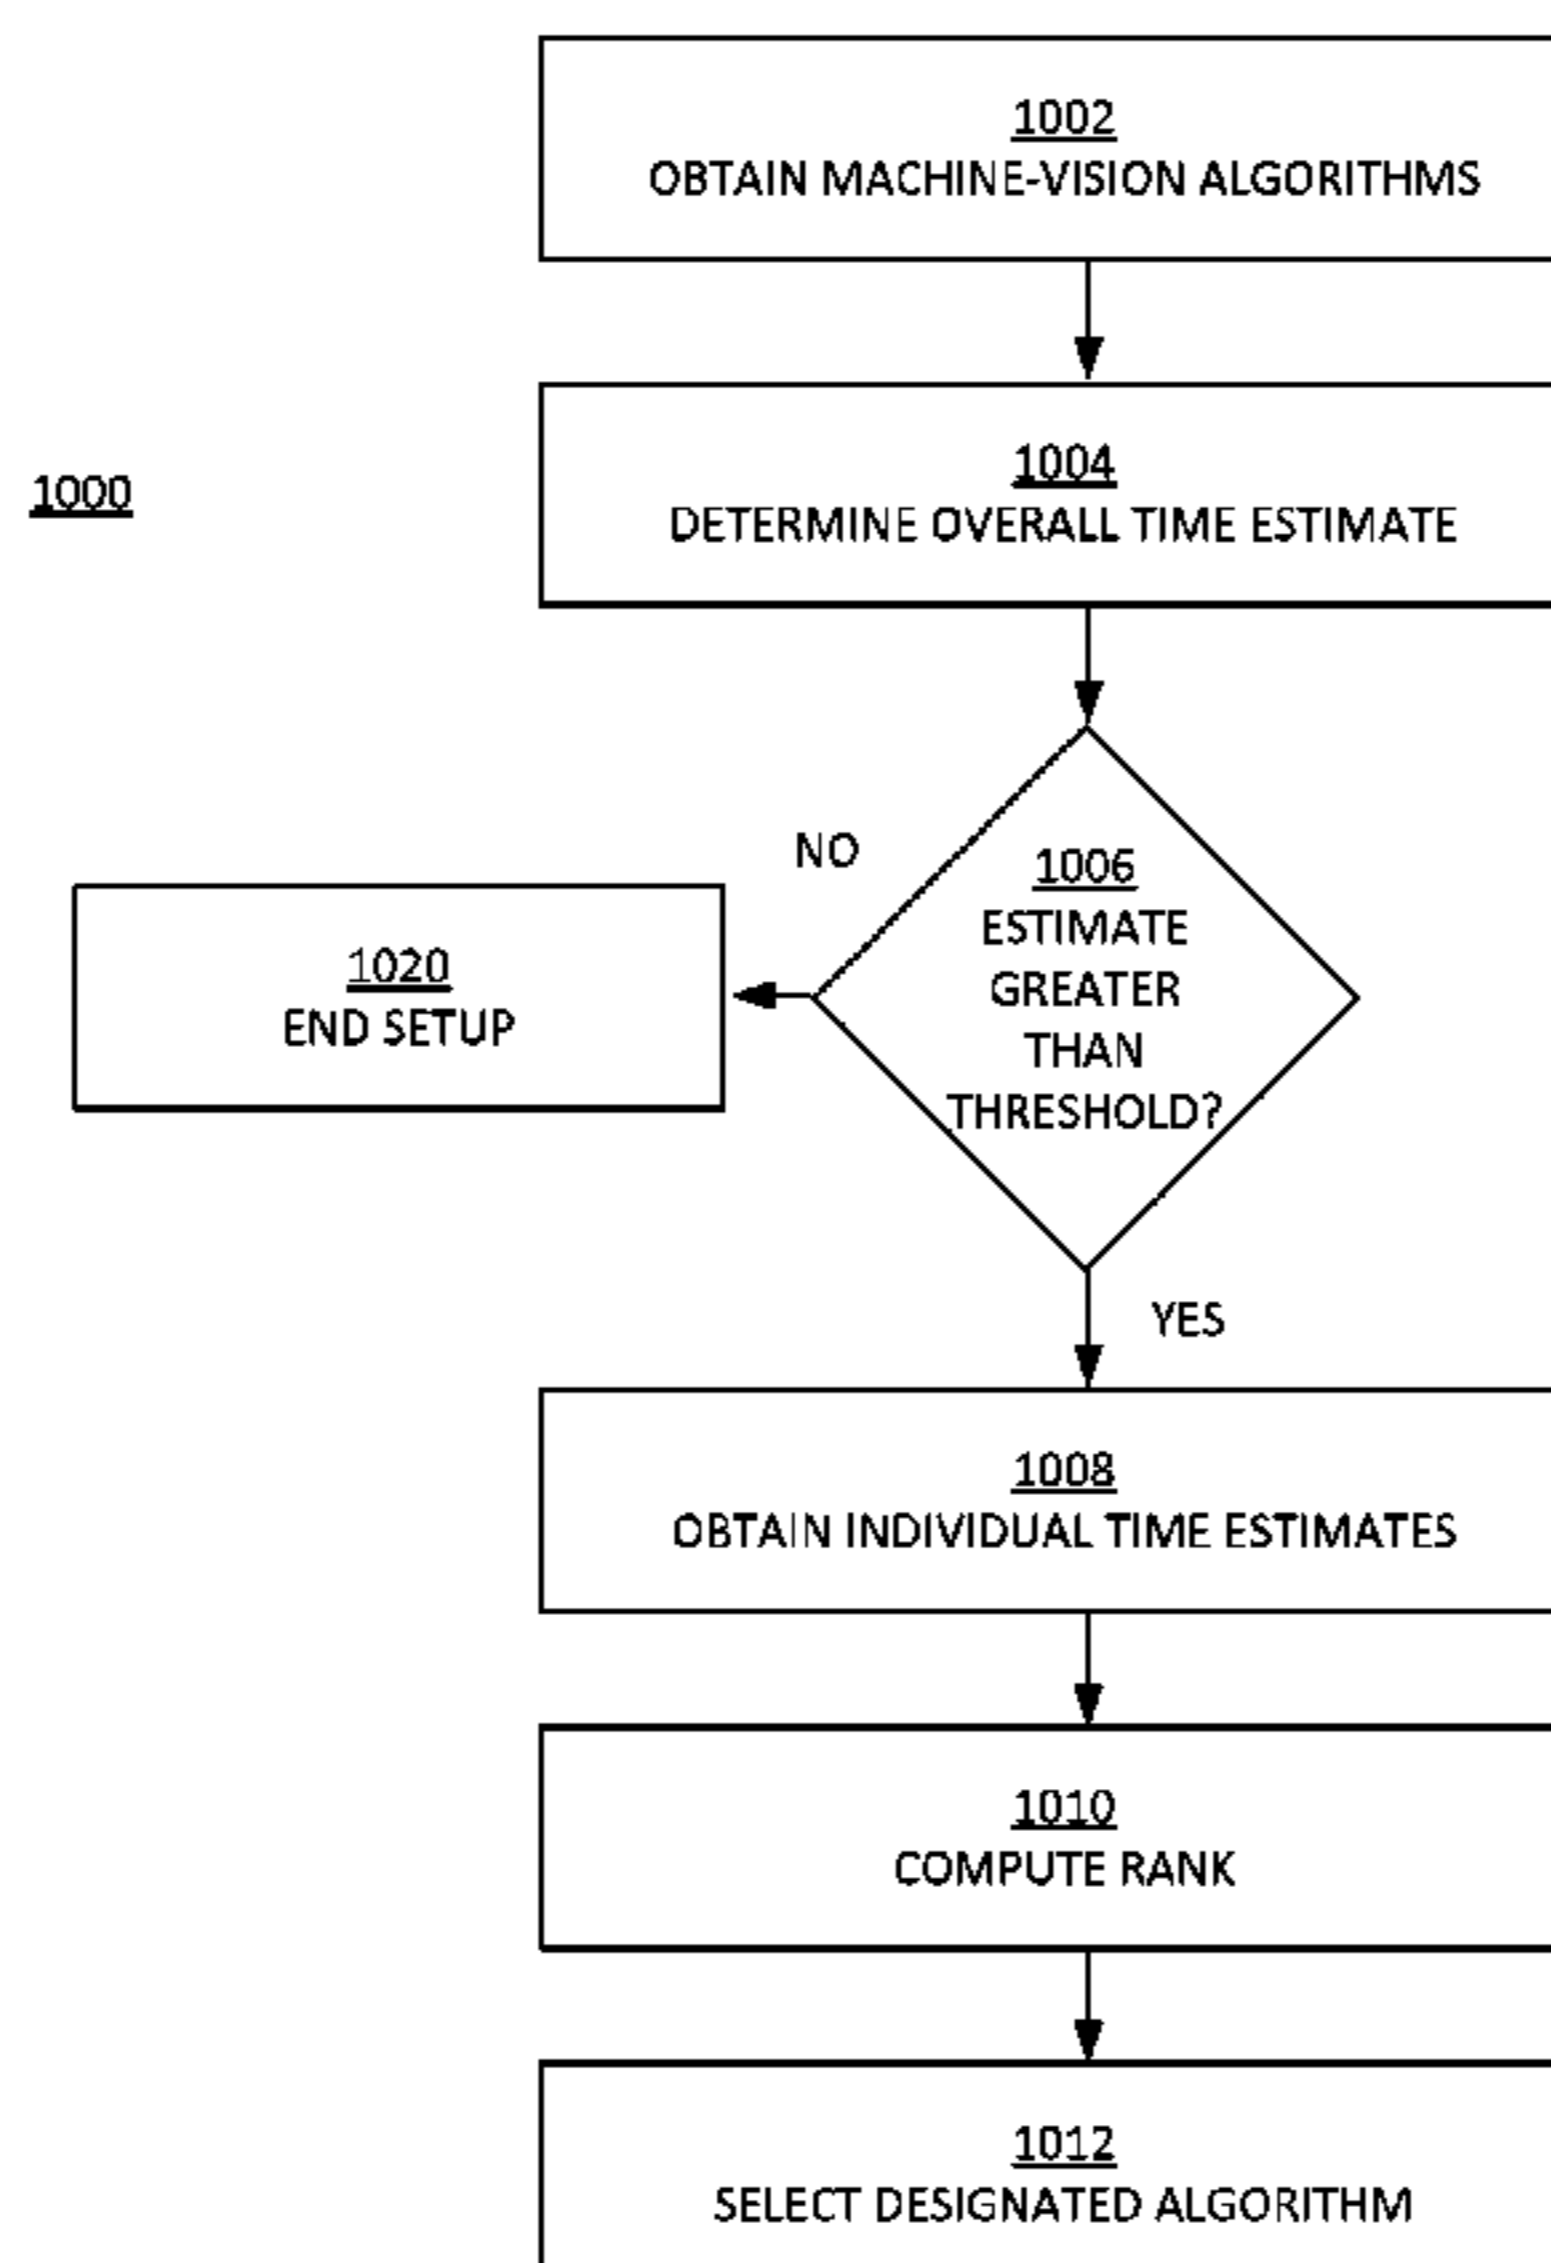 1002
OBTAIN MACHINE-VISION ALGORITHMS
1000
1004
DETERMINE OVERALL TIME ESTIMATE
NO
1006
ESTIMATE
GREATER
THAN
THRESHOLD?
1020
END SETUP
YES
1008
OBTAIN INDIVIDUAL TIME ESTIMATES
1010
COMPUTE RANK
1012
SELECT DESIGNATED ALGORITHM